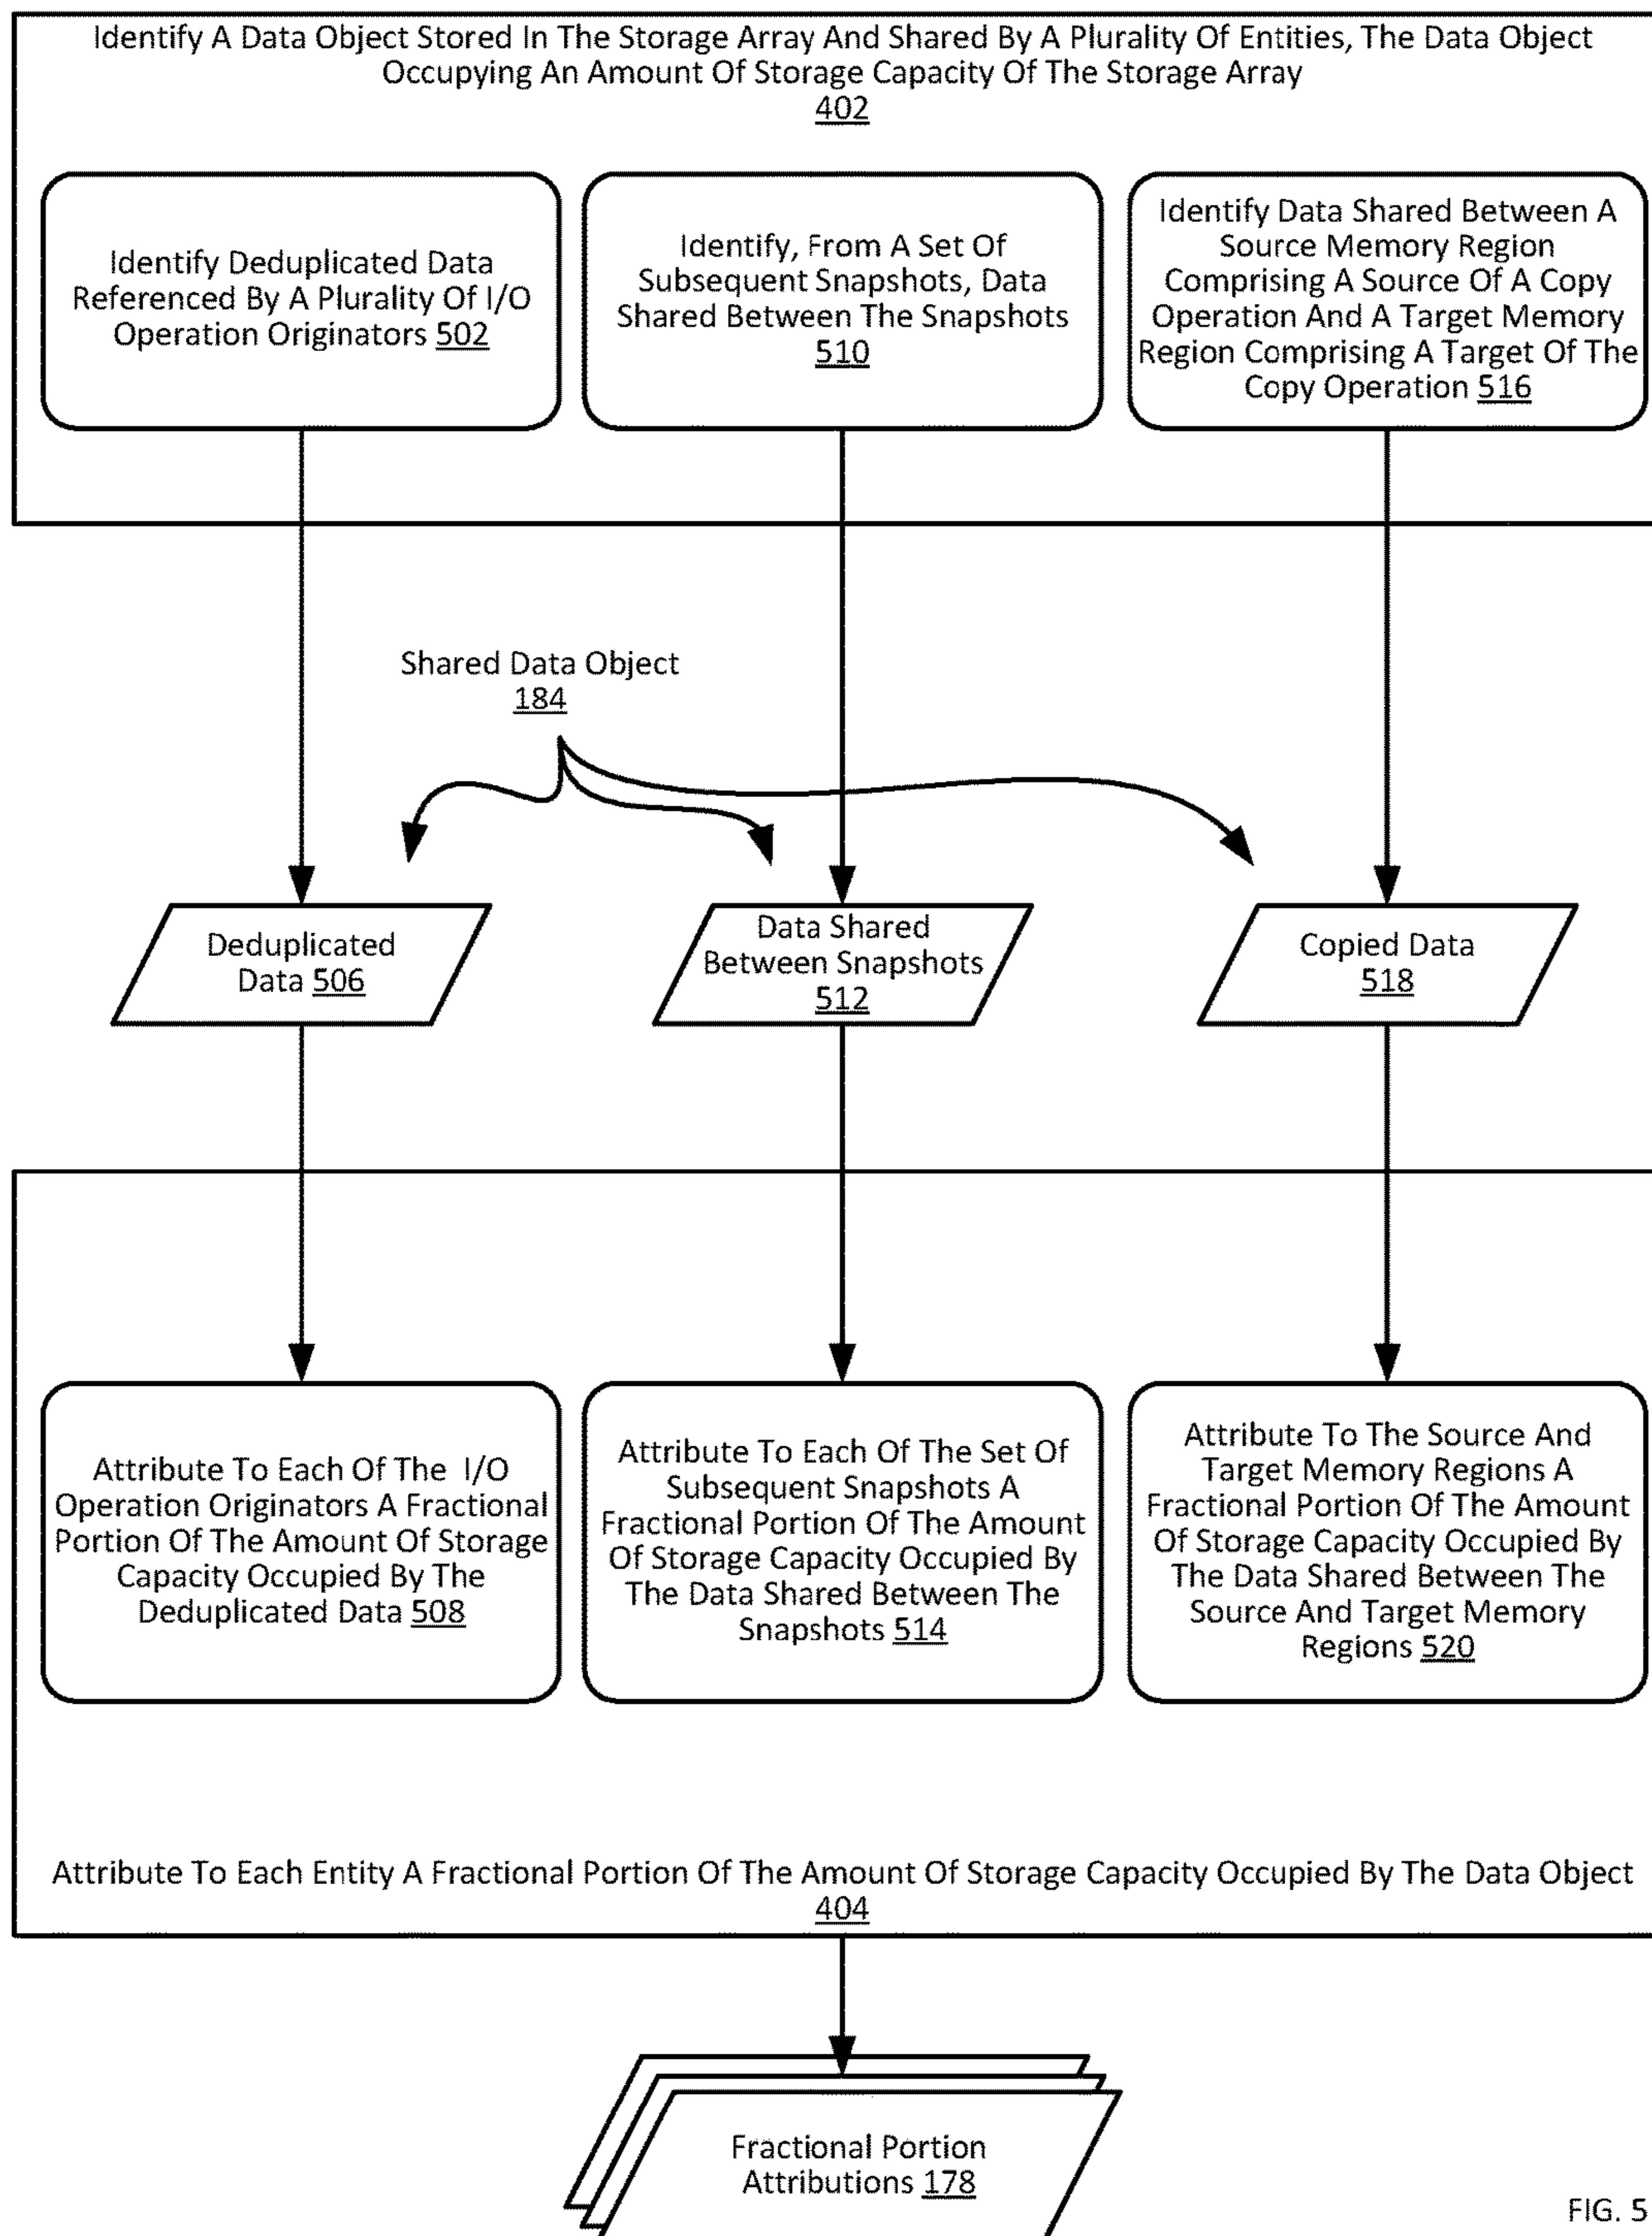 Identify A Data Object Stored In The Storage Array And Shared By A Plurality Of Entities, The Data Object
Occupying An Amount Of Storage Capacity Of The Storage Array
402
Identify Deduplicated Data
Referenced By A Plurality Of I/O
Operation Originators 502
Identify, From A Set Of
Subsequent Snapshots, Data
Shared Between The Snapshots
510
Identify Data Shared Between A
Source Memory Region
Comprising A Source Of A Copy
Operation And A Target Memory
Region Comprising A Target Of The
Copy Operation 516
Shared Data Object
184
Deduplicated
Data 506
Data Shared
Between Snapshots
512
Copied Data
518
Attribute To Each Of The I/O
Operation Originators A Fractional
Portion Of The Amount Of Storage
Capacity Occupied By The
Deduplicated Data 508
Attribute To Each Of The Set Of
Subsequent Snapshots A
Fractional Portion Of The Amount
Of Storage Capacity Occupied By
The Data Shared Between The
Snapshots 514
Attribute To The Source And
Target Memory Regions A
Fractional Portion Of The Amount
Of Storage Capacity Occupied By
The Data Shared Between The
Source And Target Memory
Regions 520
Attribute To Each Entity A Fractional Portion Of The Amount Of Storage Capacity Occupied By The Data Object
404
Fractional Portion
Attributions 178
FIG. 5